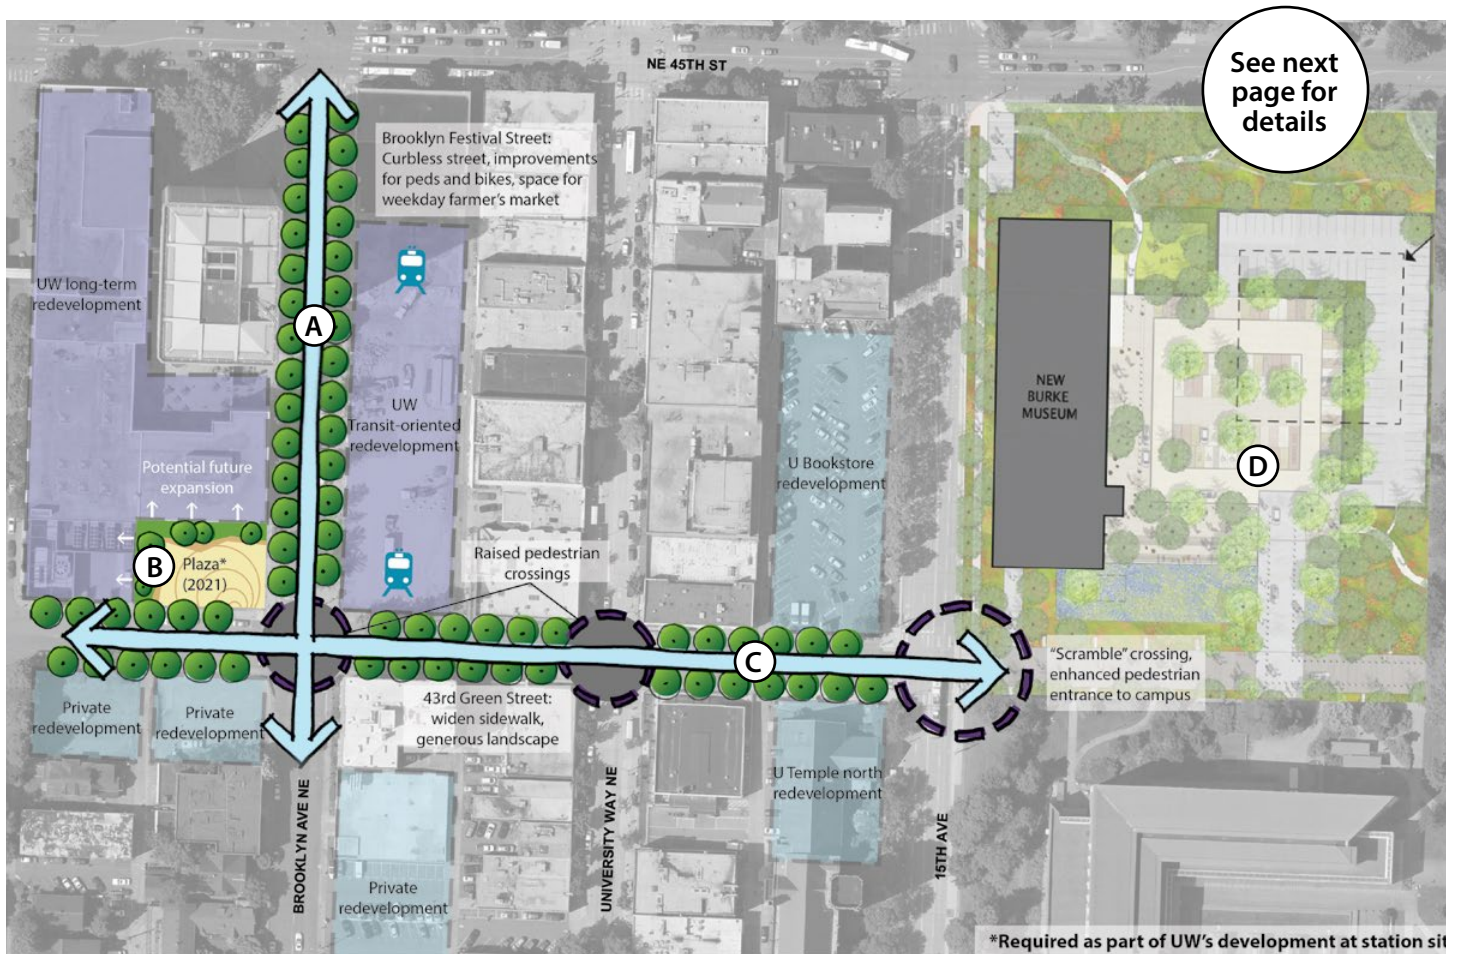 NE 45TH ST
See next
page for
details
Brooklyn Festival Street:
Curbless street, improvements
for peds and bikes, space for
weekday farmer's market
UW long-term
redevelopment
A
UW
Transit-oriented
redevelopment
NEW
BURKE
MUSEUM
U Bookstore
redevelopment
D
Potential future
expansion
B
Plaza*
(2021)
Raised pedestrian
crossings
C
"Scramble" crossing,
enhanced pedestrian
entrance to campus
Private
redevelopment
Private
redevelopment
43rd Green Street:
widen sidewalk,
generous landscape
U Temple north
redevelopment
BROOKLYN AVE NE
UNIVERSITY WAY NE
15TH AVE
Private
redevelopment
*Required as part of UW's development at station sit